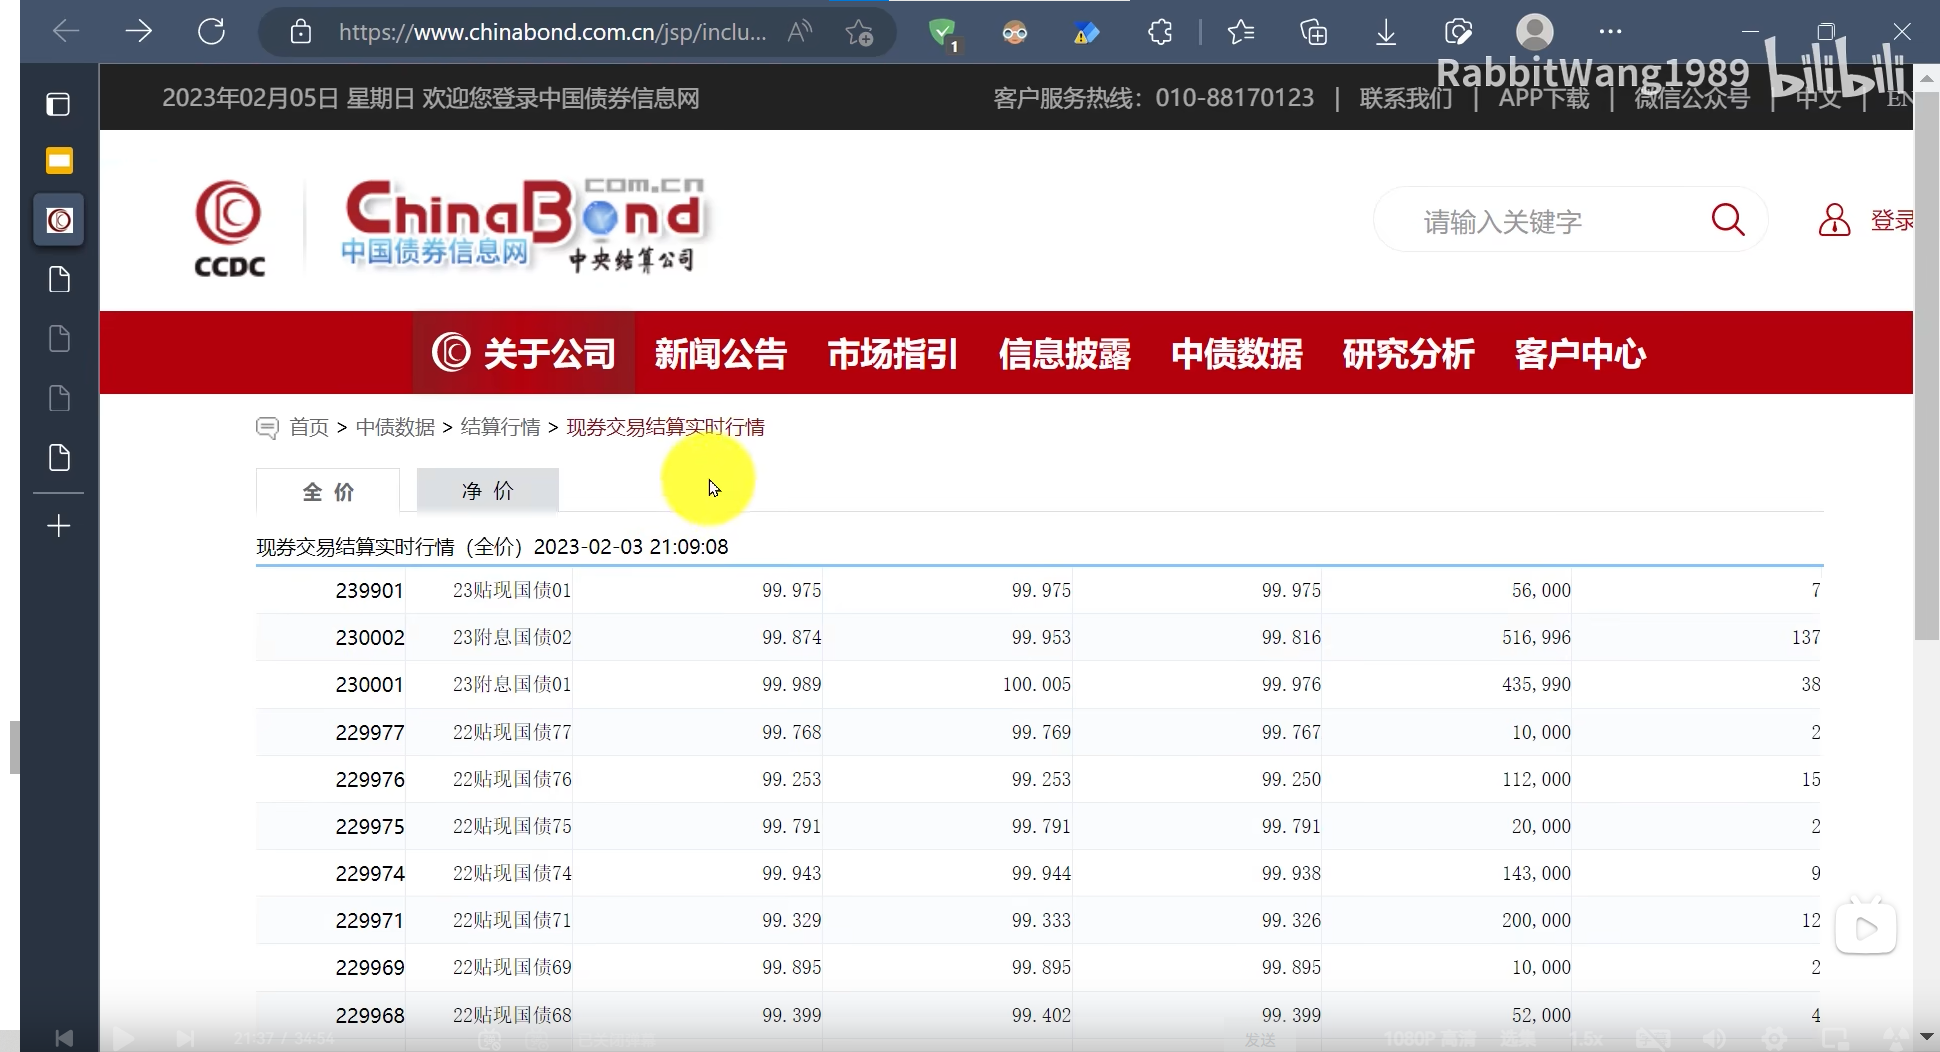 https://www.chinabond.com.cn/jsp/inclu...
1
RabbitWang1989 bilibili
2023年02月05日 星期日 欢迎您登录中国债券信息网
客户服务热线：010-88170123 | 联系我们 | APP下载 | 微信公众号 | 中文 | EN
CCDC
ChinaBond com.cn
中国债券信息网 中央结算公司
请输入关键字
登录
关于公司 新闻公告 市场指引 信息披露 中债数据 研究分析 客户中心
首页 > 中债数据 > 结算行情 > 现券交易结算实时行情
全 价 净 价
现券交易结算实时行情（全价）2023-02-03 21:09:08
239901 23贴现国债01 99.975 99.975 99.975 56,000 7
230002 23附息国债02 99.874 99.953 99.816 516,996 137
230001 23附息国债01 99.989 100.005 99.976 435,990 38
229977 22贴现国债77 99.768 99.769 99.767 10,000 2
229976 22贴现国债76 99.253 99.253 99.250 112,000 15
229975 22贴现国债75 99.791 99.791 99.791 20,000 2
229974 22贴现国债74 99.943 99.944 99.938 143,000 9
229971 22贴现国债71 99.329 99.333 99.326 200,000 12
229969 22贴现国债69 99.895 99.895 99.895 10,000 2
229968 22贴现国债68 99.399 99.402 99.399 52,000 4
21:37 / 34:54 发送 1080P 高清 选集 1.5x